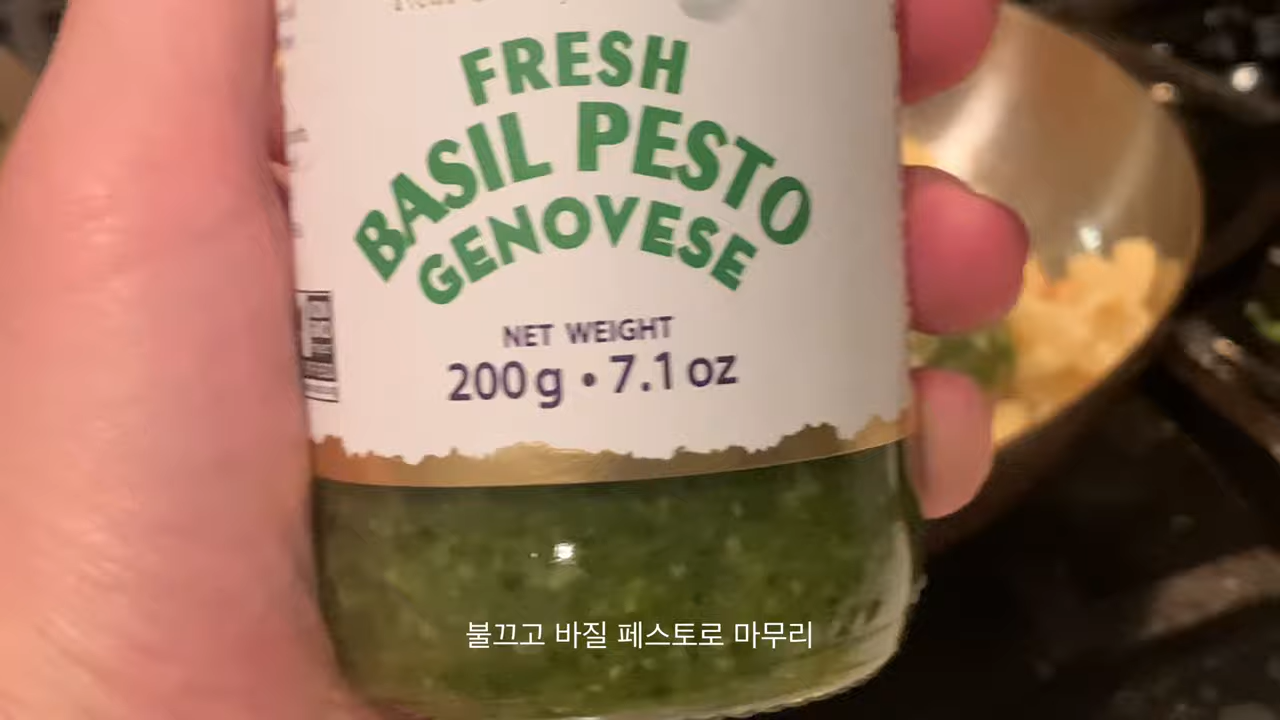 FRESH
BASIL PESTO
GENOVESE
NET WEIGHT
200g • 7.1 oz
불끄고 바질 페스토로 마무리